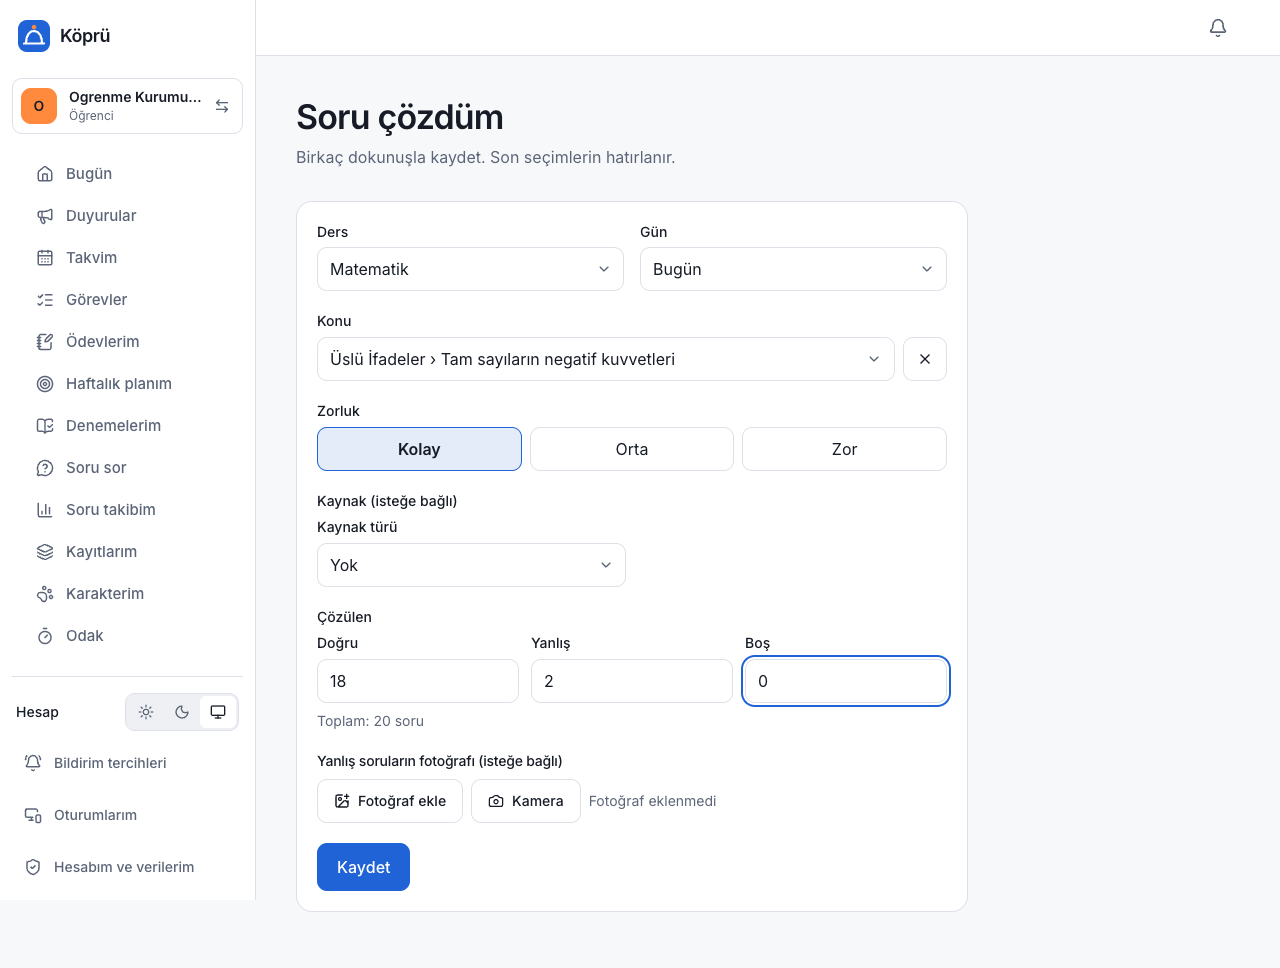 Köprü
O
Ogrenme Kurumu...
Öğrenci
Bugün
Duyurular
Takvim
Görevler
Ödevlerim
Haftalık planım
Denemelerim
Soru sor
Soru takibim
Kayıtlarım
Karakterim
Odak
Hesap
Bildirim tercihleri
Oturumlarım
Hesabım ve verilerim
Soru çözdüm
Birkaç dokunuşla kaydet. Son seçimlerin hatırlanır.
Ders
Gün
Matematik
Bugün
Konu
Üslü İfadeler › Tam sayıların negatif kuvvetleri
Zorluk
Kolay
Orta
Zor
Kaynak (isteğe bağlı)
Kaynak türü
Yok
Çözülen
Doğru
Yanlış
Boş
18
2
0
Toplam: 20 soru
Yanlış soruların fotoğrafı (isteğe bağlı)
Fotoğraf ekle
Kamera
Fotoğraf eklenmedi
Kaydet